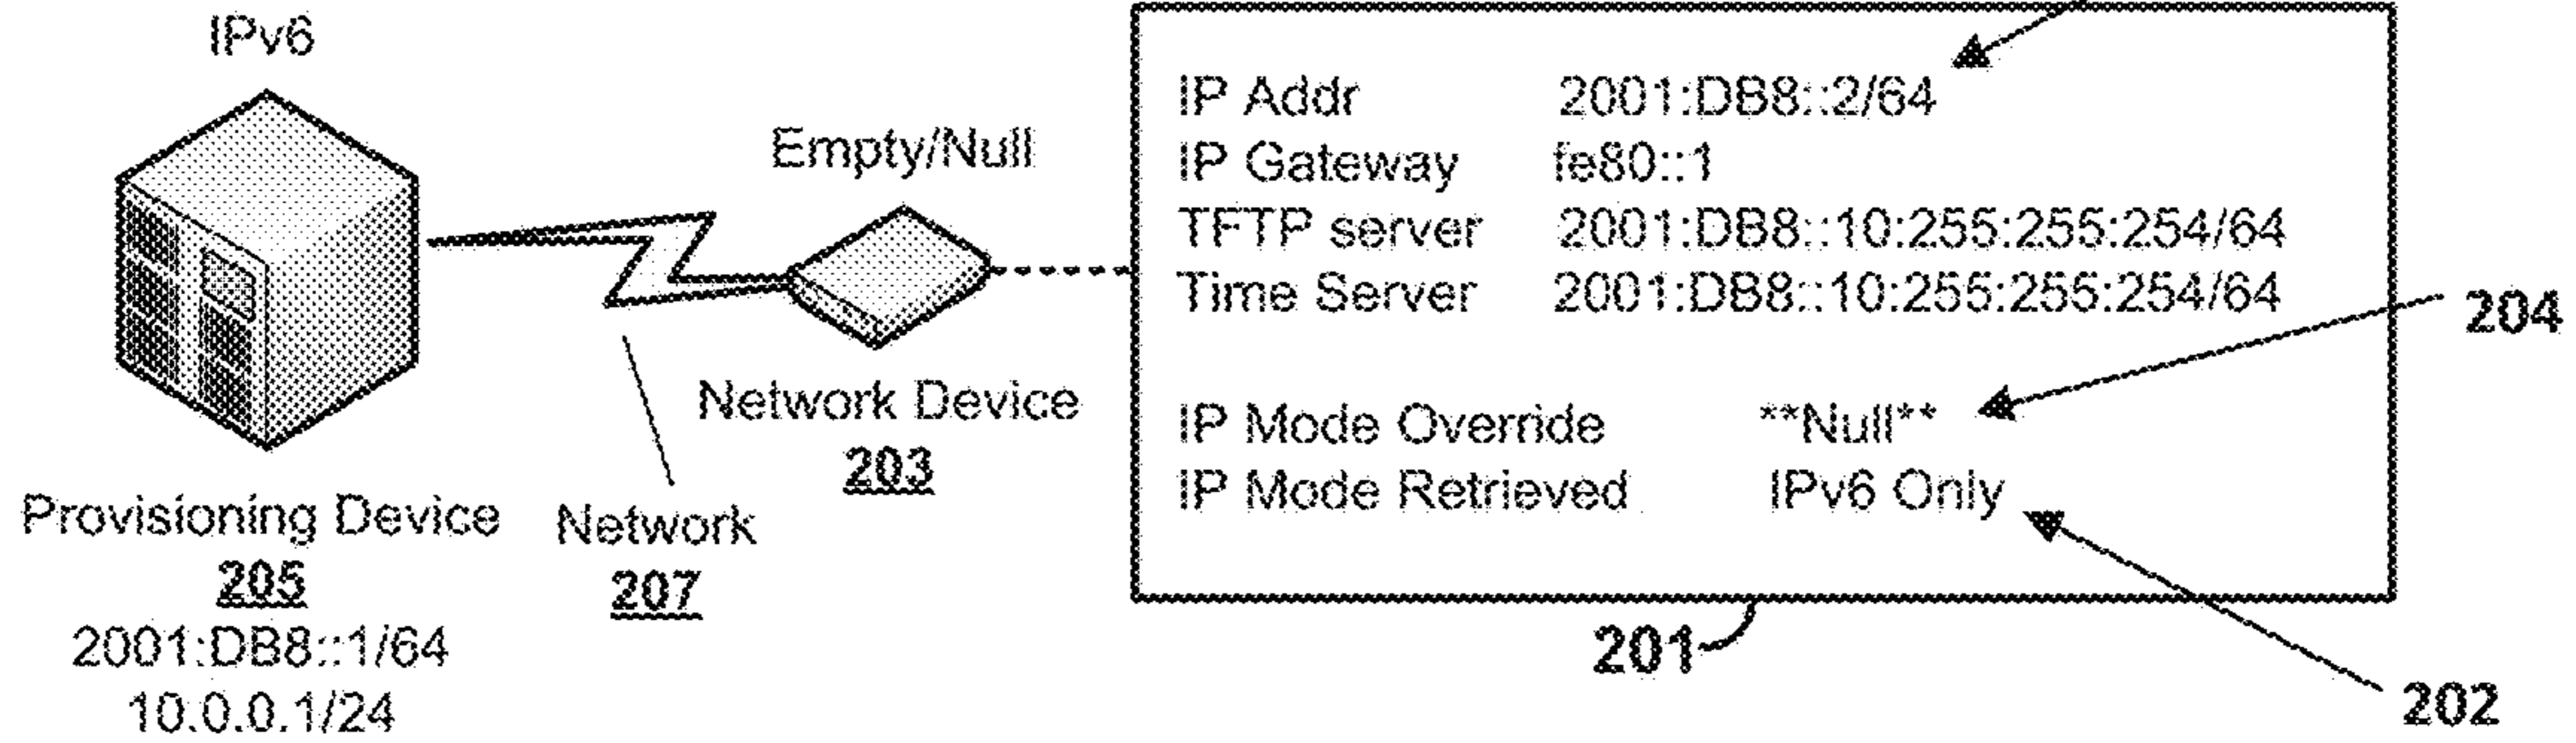 IPv6
Empty/Null
Network Device
203
Provisioning Device
205
2001:DB8::1/64
10.0.0.1/24
Network
207
IP Addr 2001:DB8::2/64
IP Gateway fe80::1
TFTP server 2001:DB8::10:255:255:254/64
Time Server 2001:DB8::10:255:255:254/64
IP Mode Override **Null**
IP Mode Retrieved IPv6 Only
204
201
202